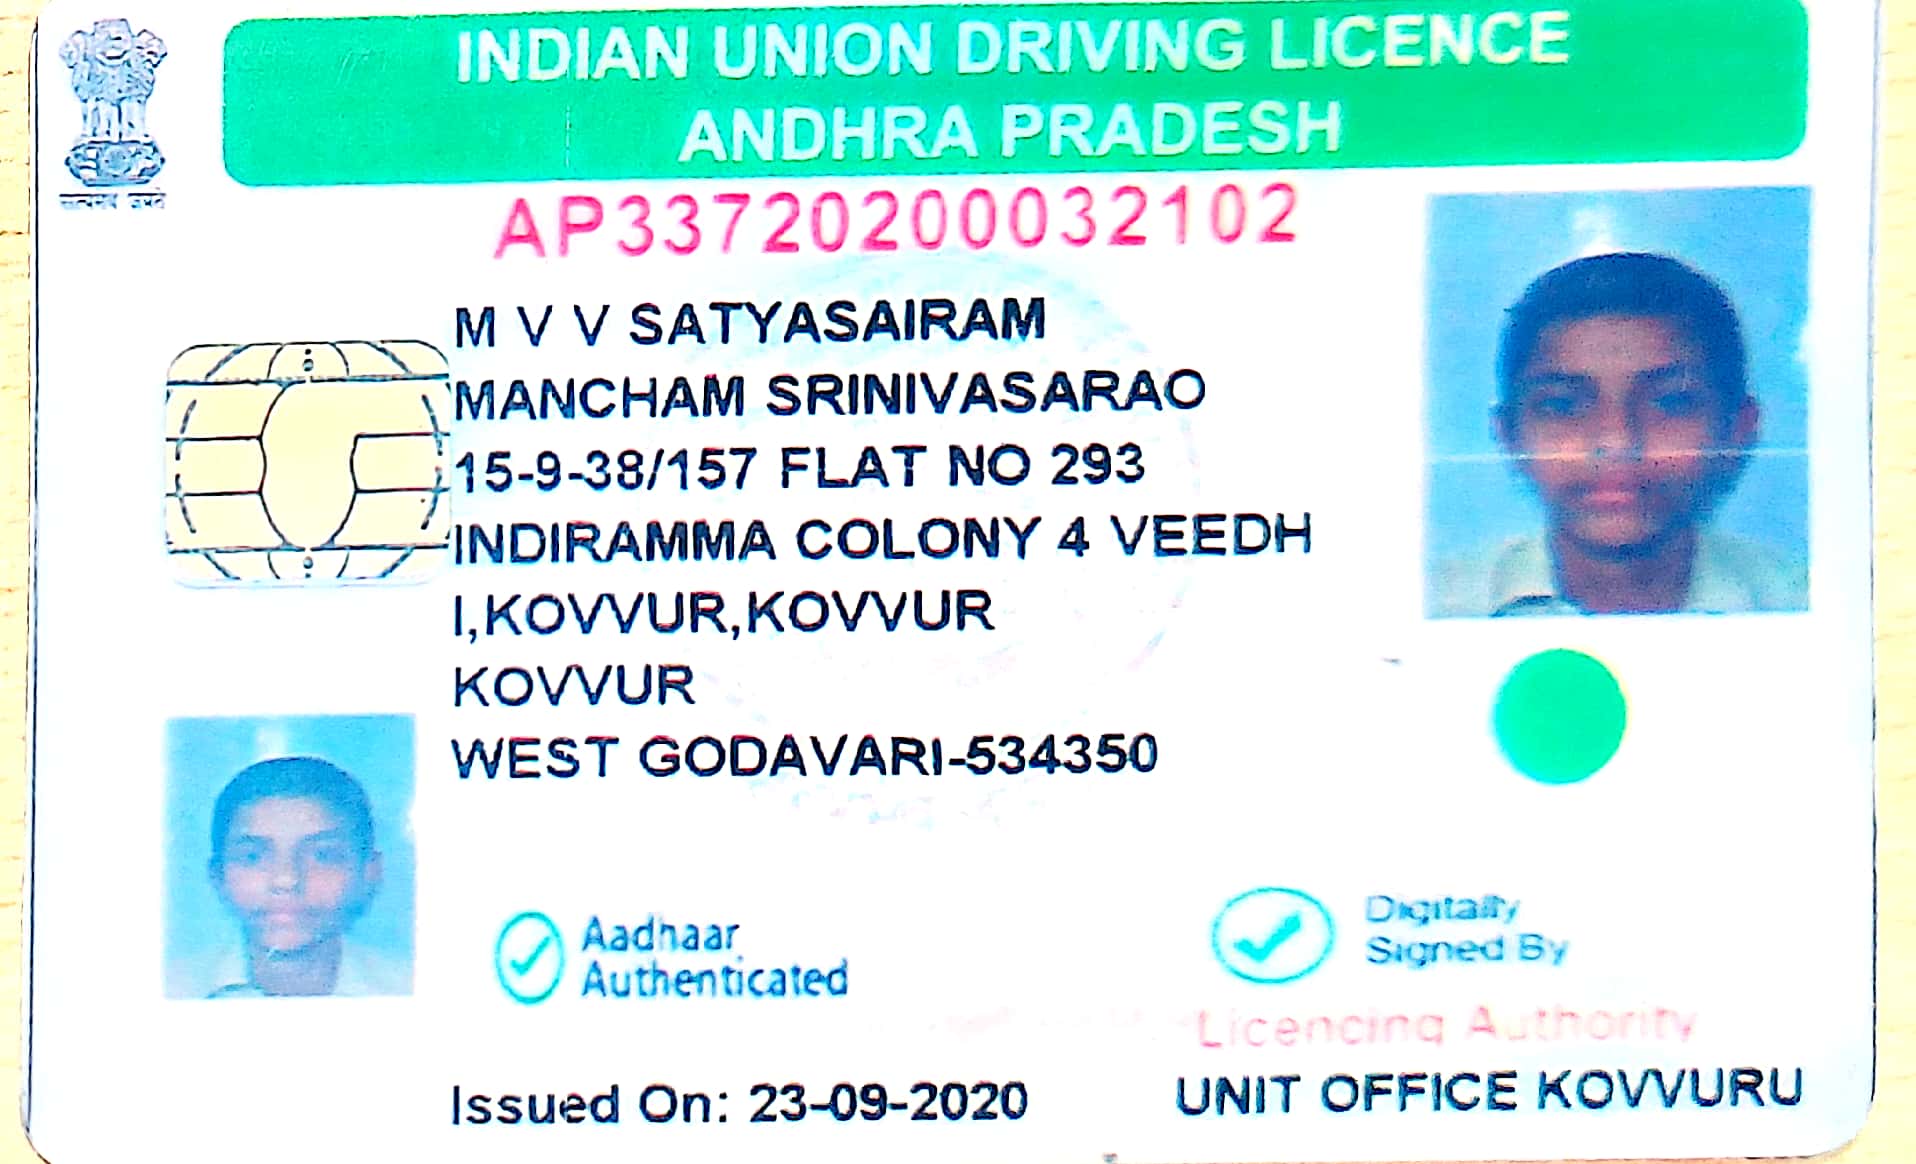 INDIAN UNION DRIVING LICENCE
ANDHRA PRADESH
सत्यमेव जयते
AP33720200032102
M V V SATYASAIRAM
MANCHAM SRINIVASARAO
15-9-38/157 FLAT NO 293
INDIRAMMA COLONY 4 VEEDH
I,KOVVUR,KOVVUR
KOVVUR
WEST GODAVARI-534350
Aadhaar
Authenticated
Digitally
Signed By
Licencing Authority
Issued On: 23-09-2020
UNIT OFFICE KOVVURU